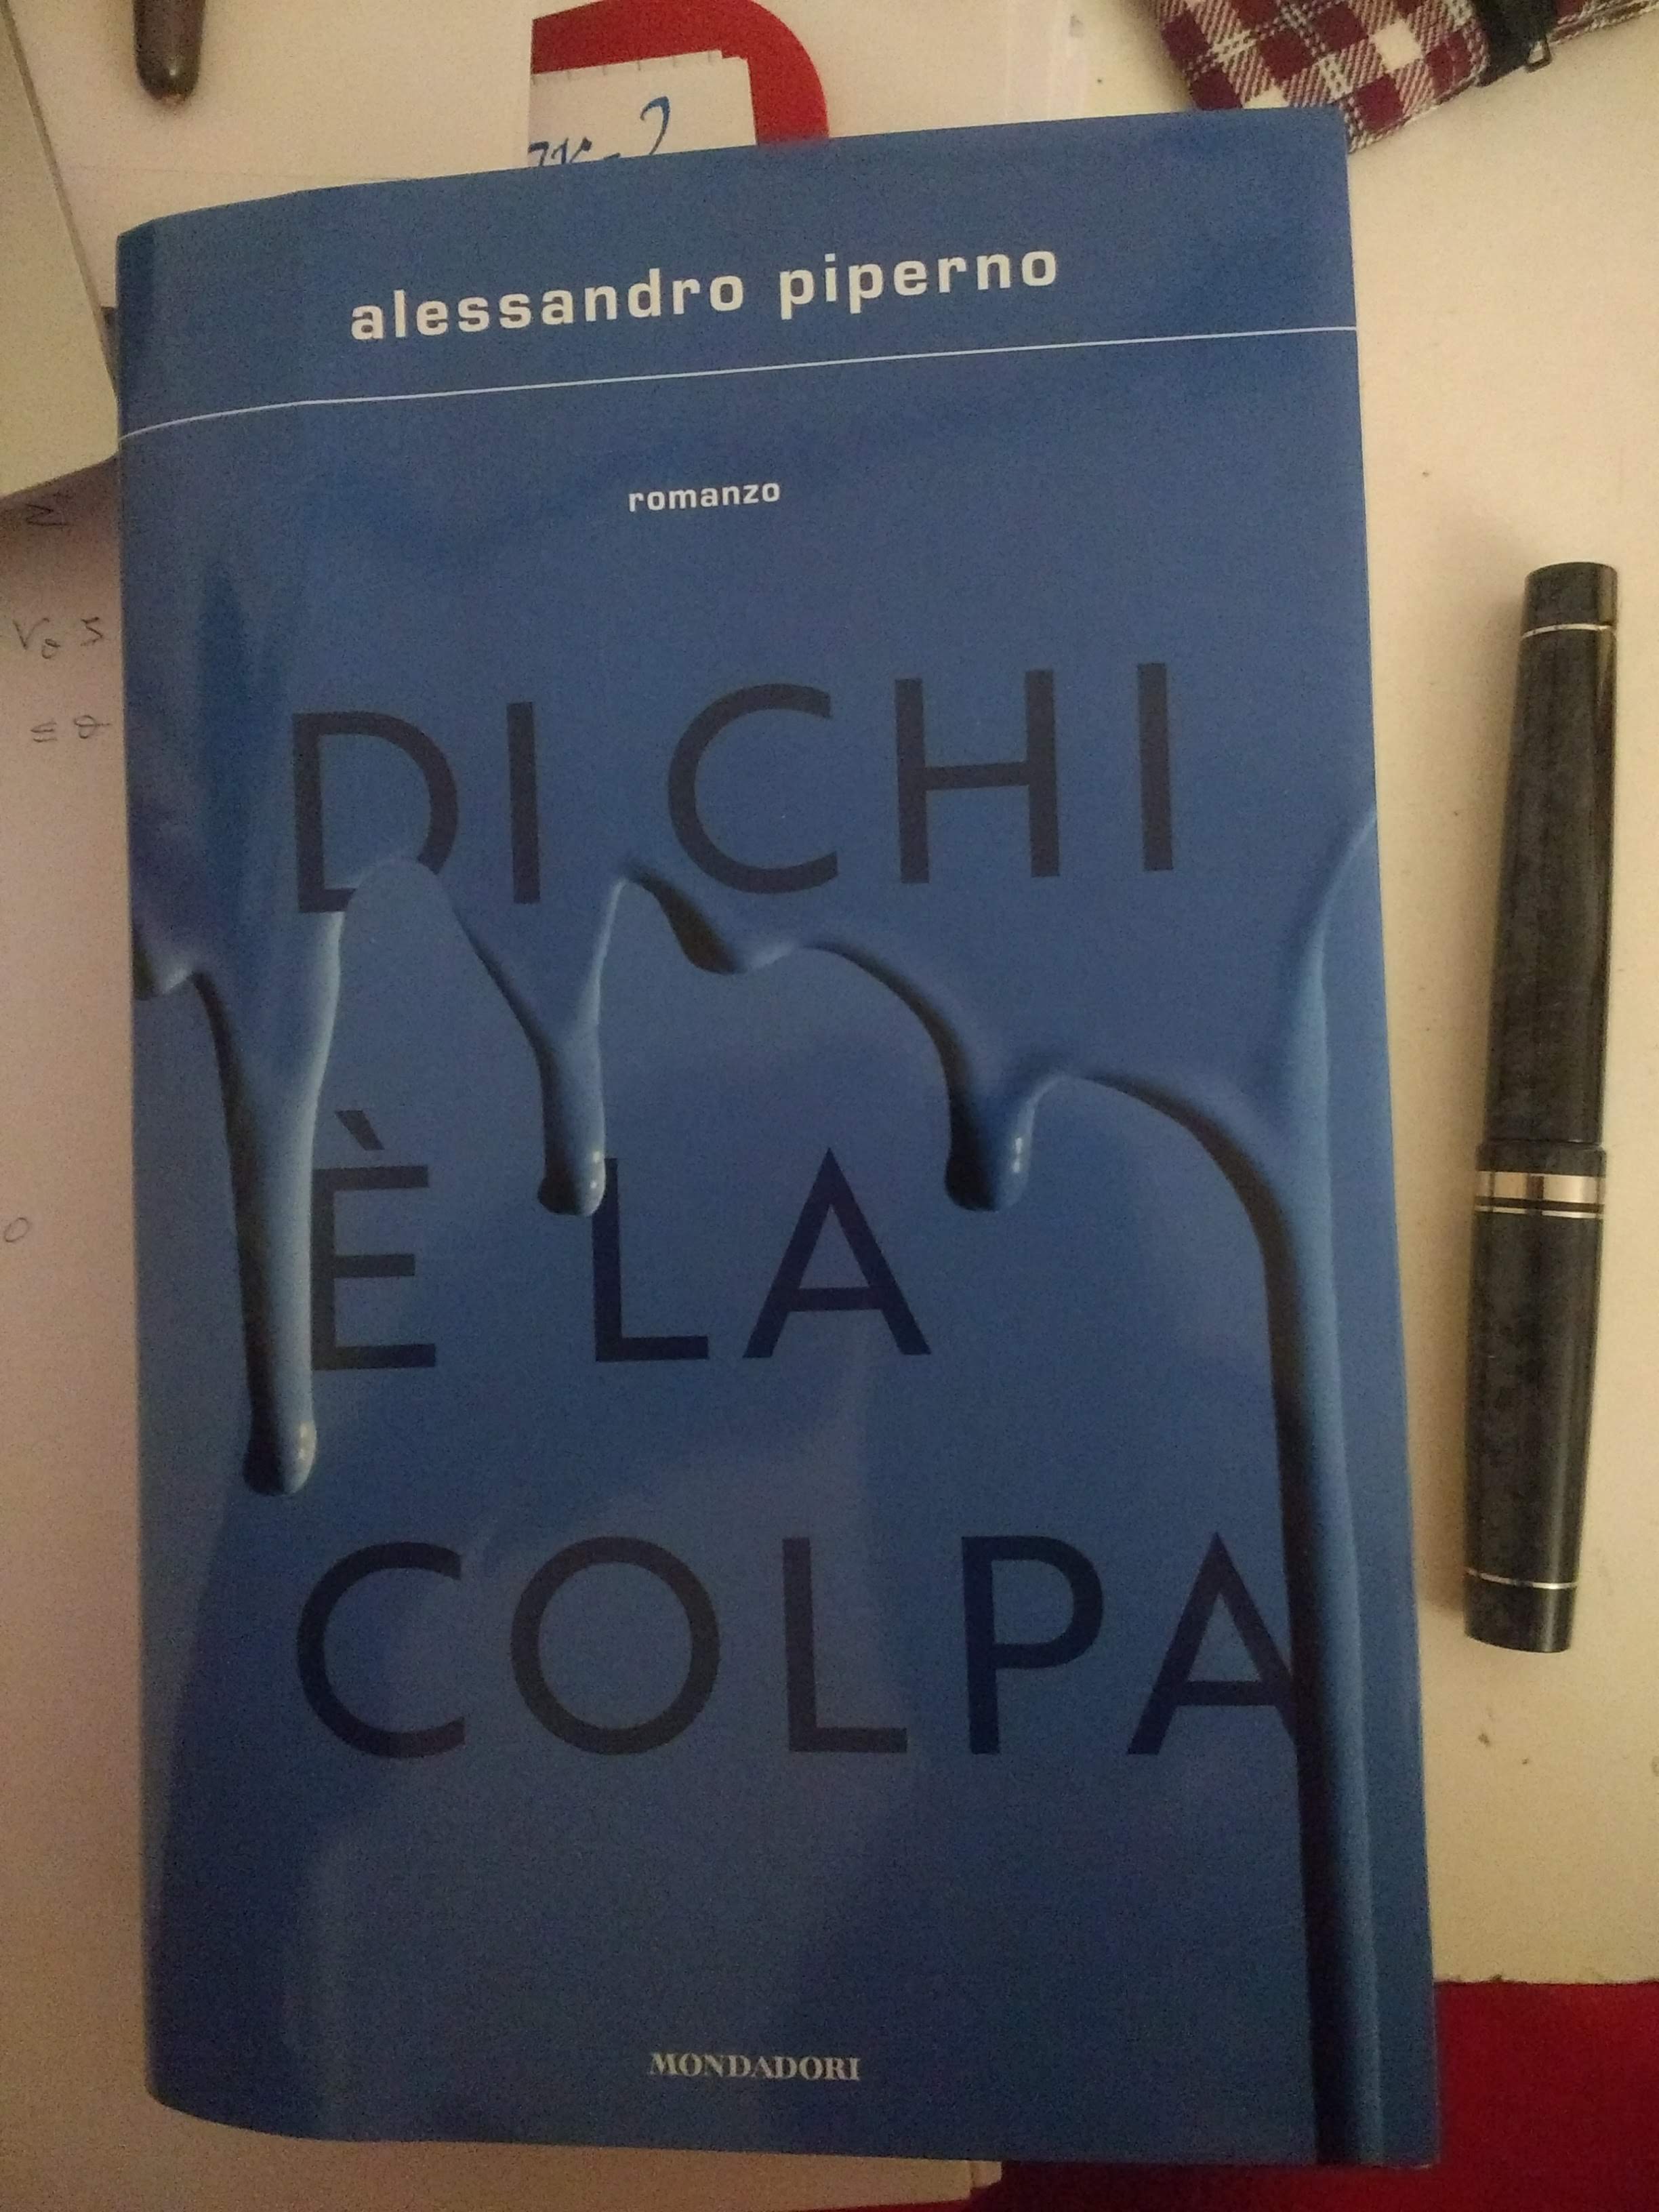 alessandro piperno
romanzo
DI CHI
È LA
COLPA
MONDADORI